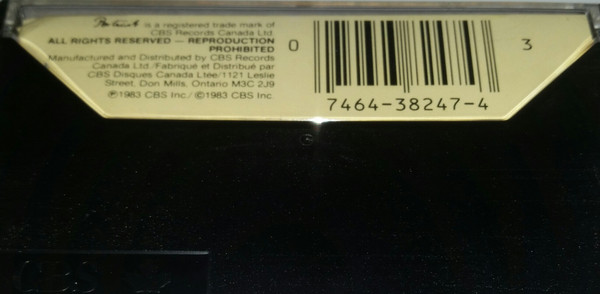 is a registered trade mark of
CBS Records Canada Ltd.
ALL RIGHTS RESERVED — REPRODUCTION
PROHIBITED
Manufactured and Distributed by CBS Records
Canada Ltd./Fabriqué et Distribué par
CBS Disques Canada Ltée/1121 Leslie
Street, Don Mills, Ontario M3C 2J9
℗1983 CBS Inc./©1983 CBS Inc.
0 3
7464-38247-4